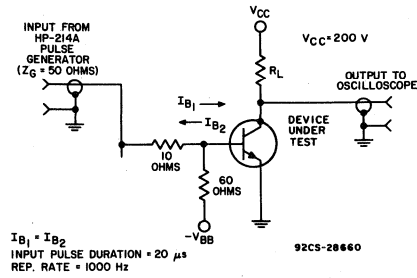 INPUT FROM
HP-214A
PULSE
GENERATOR
(ZG = 50 OHMS)
VCC
VCC = 200 V
RL
OUTPUT TO
OSCILLOSCOPE
IB1
IB2
DEVICE
UNDER
TEST
10
OHMS
60
OHMS
-VBB
IB1 = IB2
INPUT PULSE DURATION = 20 μs
REP. RATE = 1000 Hz
92CS-28660